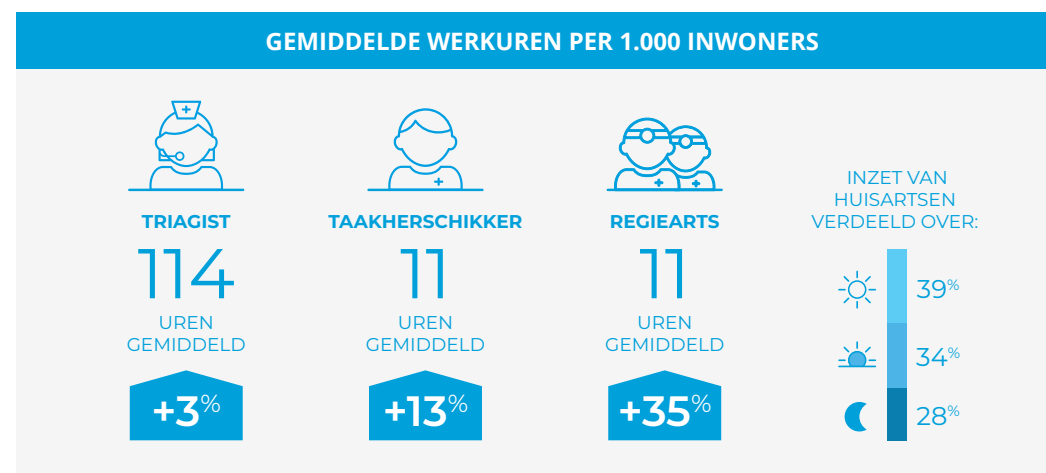 GEMIDDELDE WERKUREN PER 1.000 INWONERS
TRIAGIST
114
UREN
GEMIDDELD
+3%
TAAKHERSCHIKKER
11
UREN
GEMIDDELD
+13%
REGIEARTS
11
UREN
GEMIDDELD
+35%
INZET VAN
HUISARTSEN
VERDEELD OVER:
39%
34%
28%